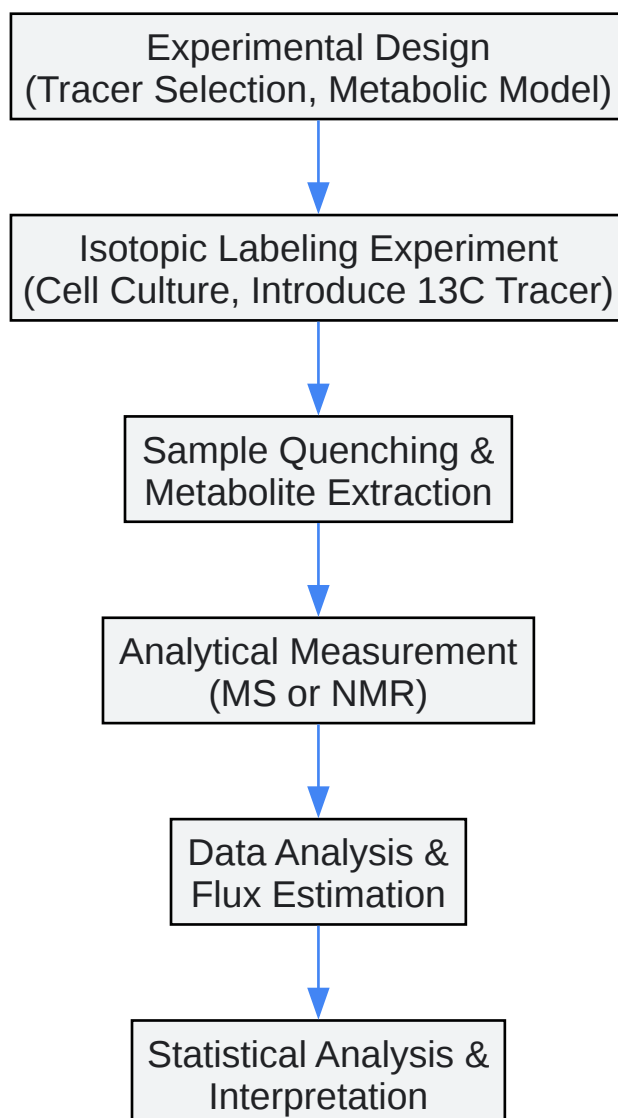 Experimental Design
(Tracer Selection, Metabolic Model)
Isotopic Labeling Experiment
(Cell Culture, Introduce 13C Tracer)
Sample Quenching &
Metabolite Extraction
Analytical Measurement
(MS or NMR)
Data Analysis &
Flux Estimation
Statistical Analysis &
Interpretation